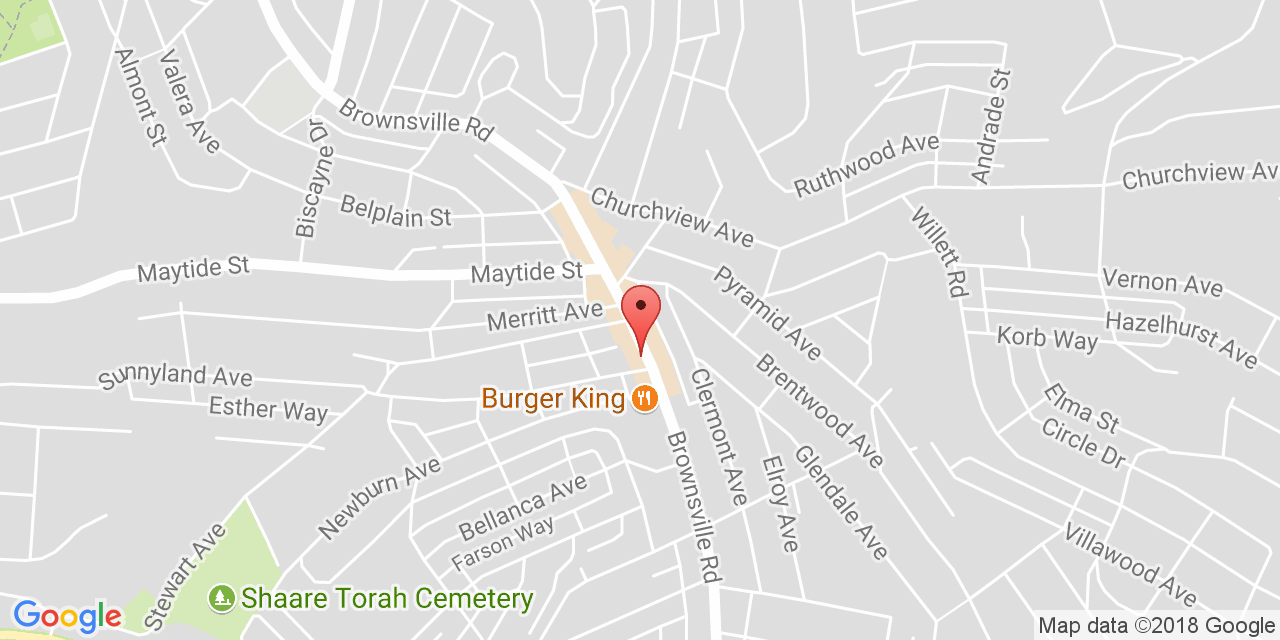 Almont St
Valera Ave
Brownsville Rd
Biscayne Dr
Belplain St
Churchview Ave
Ruthwood Ave
Andrade St
Churchview Av
Willett Rd
Maytide St
Maytide St
Merritt Ave
Pyramid Ave
Vernon Ave
Hazelhurst Ave
Korb Way
Sunnyland Ave
Esther Way
Burger King
Clermont Ave
Brentwood Ave
Elma St
Circle Dr
Newburn Ave
Bellanca Ave
Farson Way
Brownsville Rd
Elroy Ave
Glendale Ave
Villawood Ave
Stewart Ave
Shaare Torah Cemetery
Google
Map data ©2018 Google